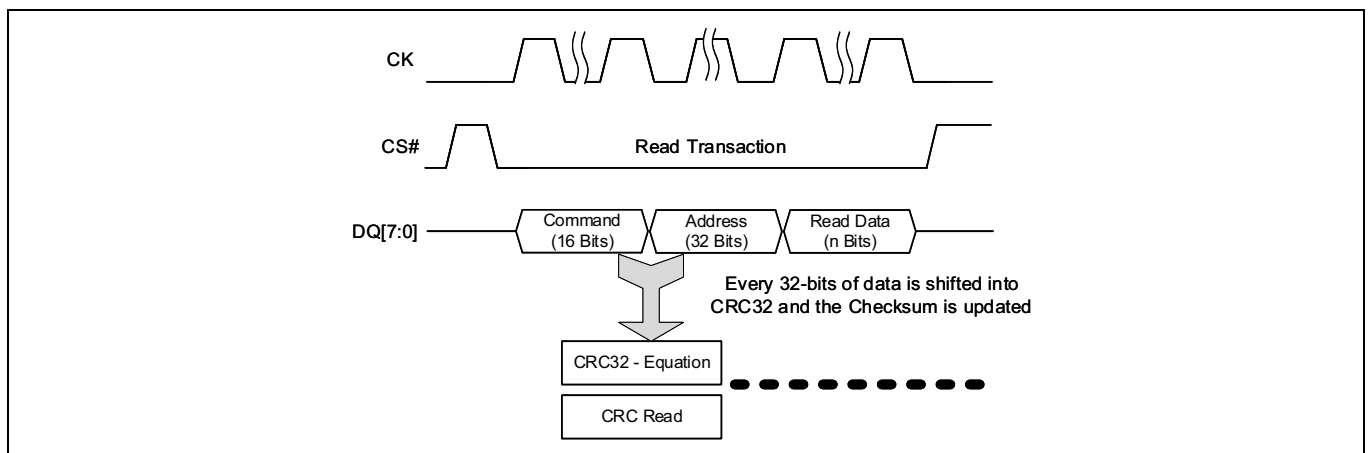 CK
CS#
Read Transaction
DQ[7:0]
Command
(16 Bits)
Address
(32 Bits)
Read Data
(n Bits)
Every 32-bits of data is shifted into
CRC32 and the Checksum is updated
CRC32 - Equation
CRC Read